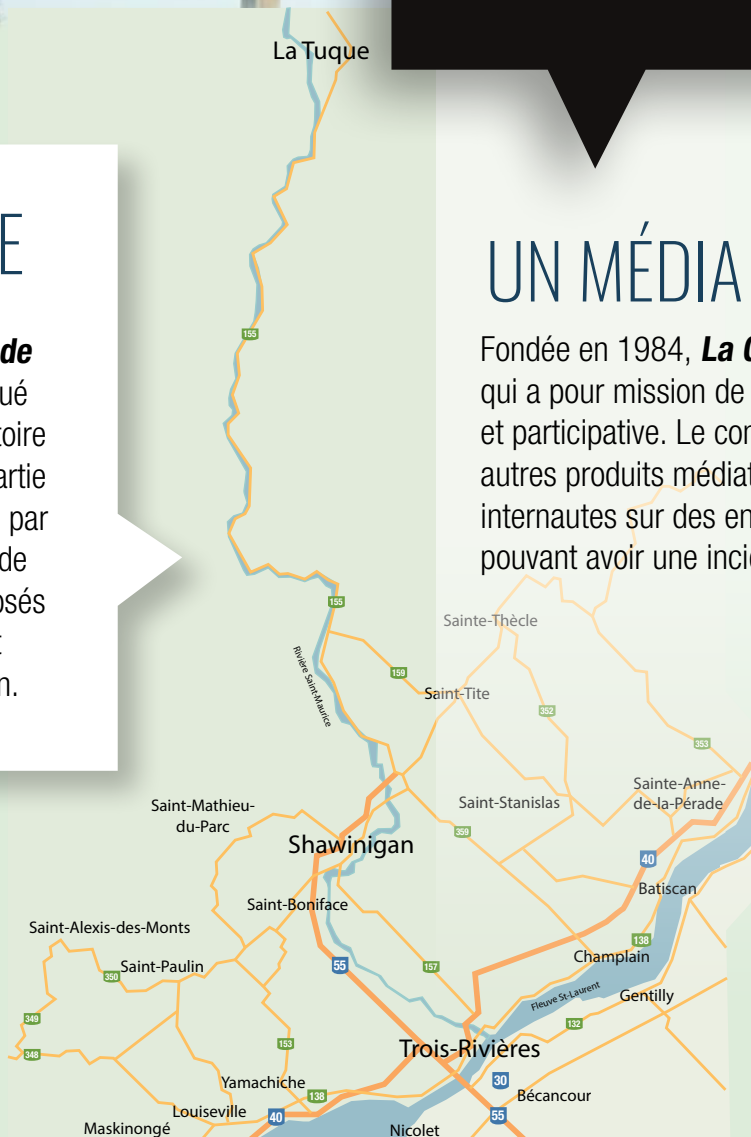 E
de
ué
toire
artie
par
de
osés
n.
UN MÉDIA
Fondée en 1984, La
qui a pour mission de
et participative. Le con
autres produits médiat
internautes sur des en
pouvant avoir une incid
La Tuque
155
155
Rivière Saint-Maurice
Sainte-Thècle
159
Saint-Tite
352
353
Saint-Mathieu-
du-Parc
Saint-Stanislas
Sainte-Anne-
de-la-Pérade
Shawinigan
359
40
Batiscan
Saint-Boniface
Saint-Alexis-des-Monts
138
Champlain
350
Saint-Paulin
55
157
Fleuve St-Laurent
Gentilly
349
132
348
153
Trois-Rivières
30
Yamachiche
138
Bécancour
Louiseville
40
55
Maskinongé
Nicolet